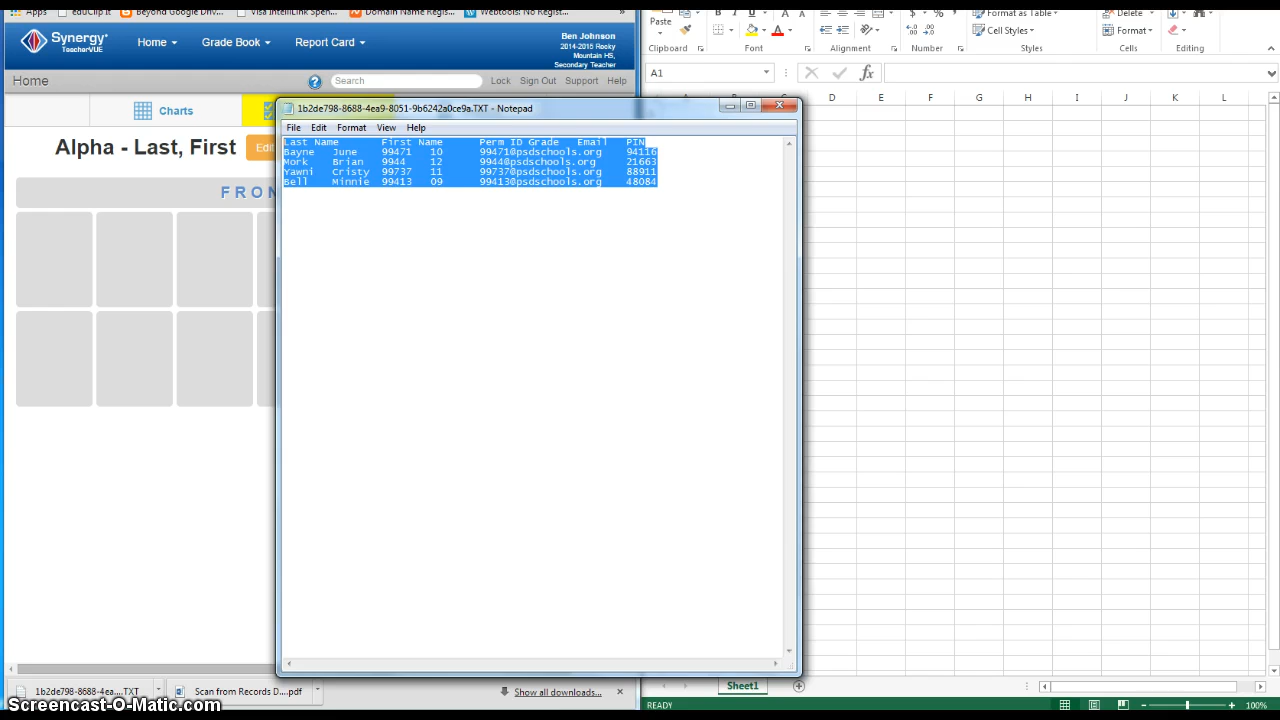 Apps
eduClip It
Beyond Google Driv...
Visa IntelliLink Spen...
Domain Name Regis...
Webtools: No Regist...
»
Synergy
TeacherVUE
Home
Grade Book
Report Card
Ben Johnson
2014-2015 Rocky
Mountain HS,
Secondary Teacher
Home
?
Search
Lock
Sign Out
Support
Help
Charts
Alpha - Last, First
Edit
FRON
1b2de798-8688-4ea9-8051-9b6242a0ce9a.TXT - Notepad
File Edit Format View Help
Last Name First Name Perm ID Grade Email PIN
Bayne June 99471 10 99471@psdschools.org 94116
Mork Brian 9944 12 9944@psdschools.org 21663
Yawni Cristy 99737 11 99737@psdschools.org 88911
Bell Minnie 99413 09 99413@psdschools.org 48084
Paste
B
I
U
A
A
$
%
Format as Table
Cell Styles
Delete
Format
Clipboard
Font
Alignment
Number
Styles
Cells
Editing
A1
fx
D E F G H I J K L
Sheet1
READY
100%
1b2de798-8688-4ea....TXT
Scan from Records D....pdf
Show all downloads...
Screencast-O-Matic.com